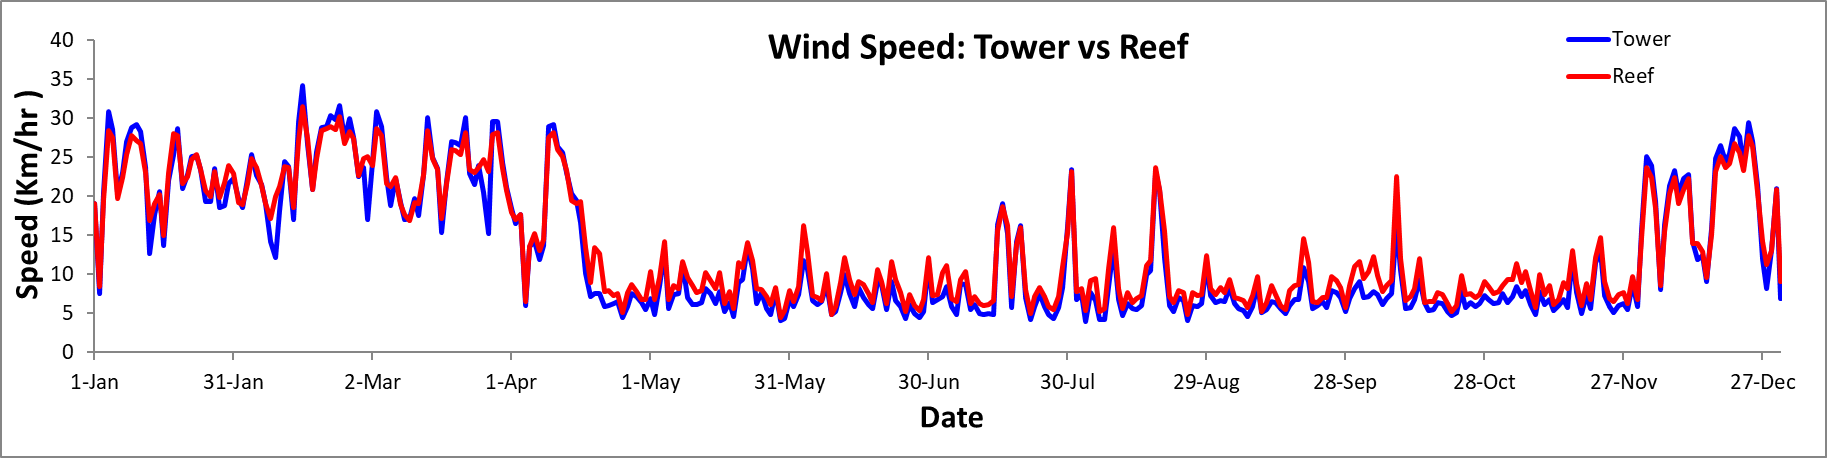 Wind Speed: Tower vs Reef
Tower
Reef
Speed (Km/hr )
40
35
30
25
20
15
10
5
0
1-Jan 31-Jan 2-Mar 1-Apr 1-May 31-May 30-Jun 30-Jul 29-Aug 28-Sep 28-Oct 27-Nov 27-Dec
Date